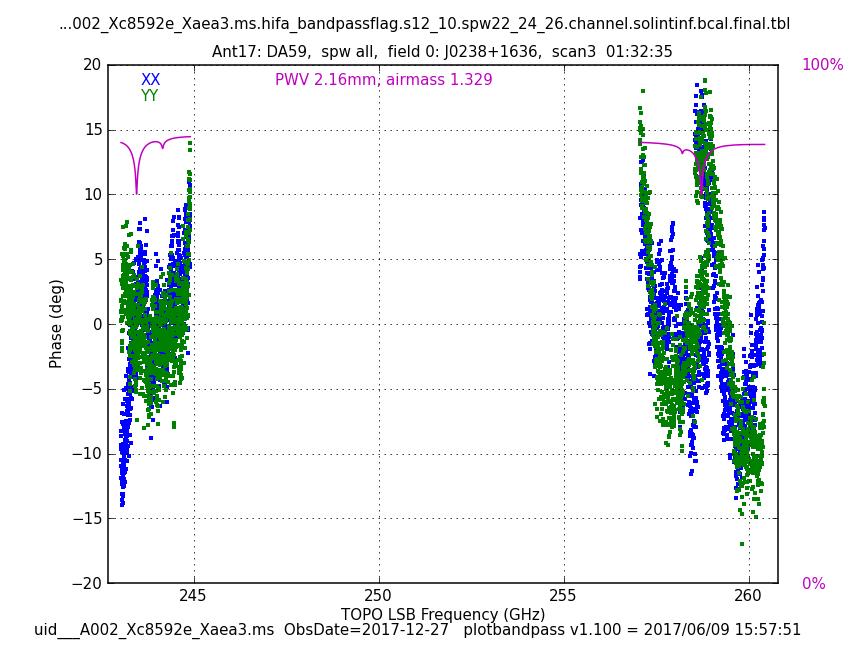 ...002_Xc8592e_Xaea3.ms.hifa_bandpassflag.s12_10.spw22_24_26.channel.solintinf.bcal.final.tbl
Ant17: DA59,  spw all,  field 0: J0238+1636,  scan3  01:32:35
XX
YY
PWV 2.16mm, airmass 1.329
100%
0%
20
15
10
5
0
−5
−10
−15
−20
Phase (deg)
245
250
255
260
TOPO LSB Frequency (GHz)
uid___A002_Xc8592e_Xaea3.ms  ObsDate=2017-12-27   plotbandpass v1.100 = 2017/06/09 15:57:51